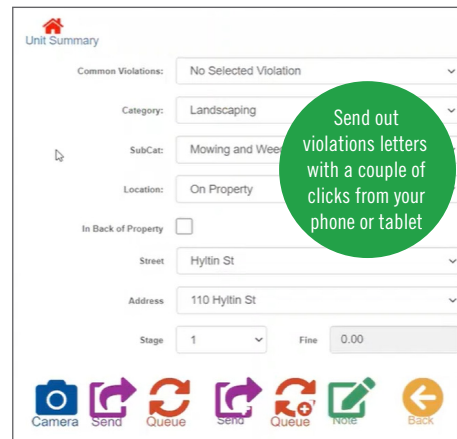 Unit Summary
Common Violations: No Selected Violation
Category: Landscaping
SubCat: Mowing and
Location: On Property
In Back of Property
Street Hyltin St
Address 110 Hyltin St
Stage 1 Fine 0.00
Camera Send Queue Send Queue Note Back
Send out
violations letters
with a couple of
clicks from your
phone or tablet